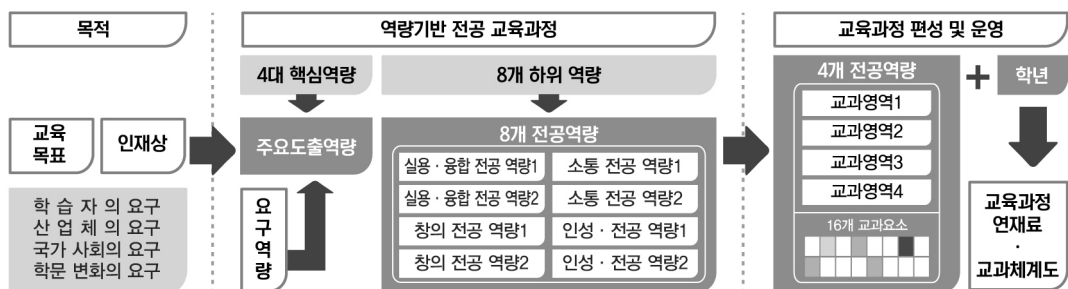 목적
교육
목표
인재상
학 습 자 의 요구
산 업 체 의 요구
국가 사회의 요구
학문 변화의 요구
역량기반 전공 교육과정
4대 핵심역량
8개 하위 역량
주요도출역량
요구역량
8개 전공역량
실용·융합 전공 역량1
소통 전공 역량1
실용·융합 전공 역량2
소통 전공 역량2
창의 전공 역량1
인성·전공 역량1
창의 전공 역량2
인성·전공 역량2
교육과정 편성 및 운영
4개 전공역량
+
학년
교과영역1
교과영역2
교과영역3
교과영역4
16개 교과요소
교육과정
연재료
·
교과체계도